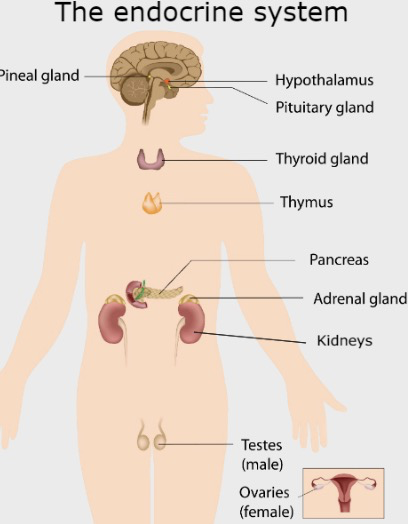 The endocrine system
Pineal gland
Hypothalamus
Pituitary gland
Thyroid gland
Thymus
Pancreas
Adrenal gland
Kidneys
Testes
(male)
Ovaries
(female)